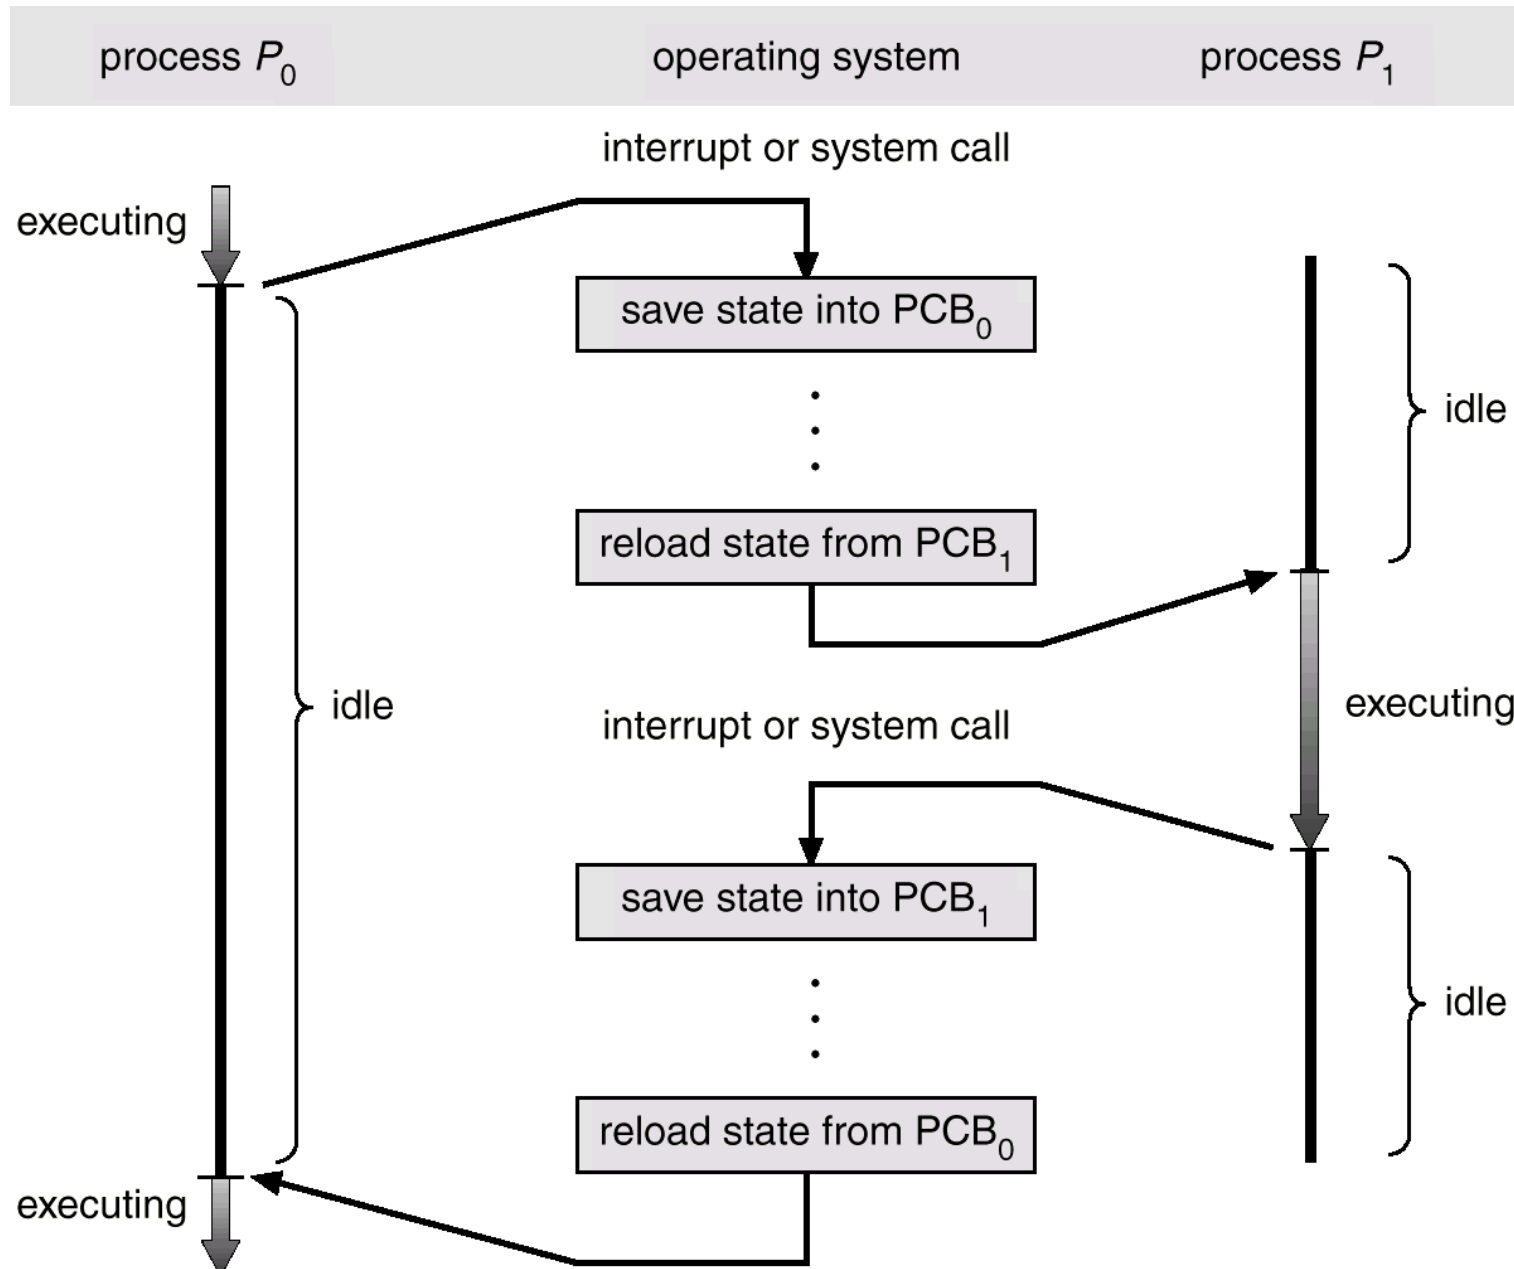 process P₀ operating system process P₁
interrupt or system call
executing
save state into PCB₀
idle
reload state from PCB₁
idle
executing
interrupt or system call
save state into PCB₁
idle
reload state from PCB₀
executing